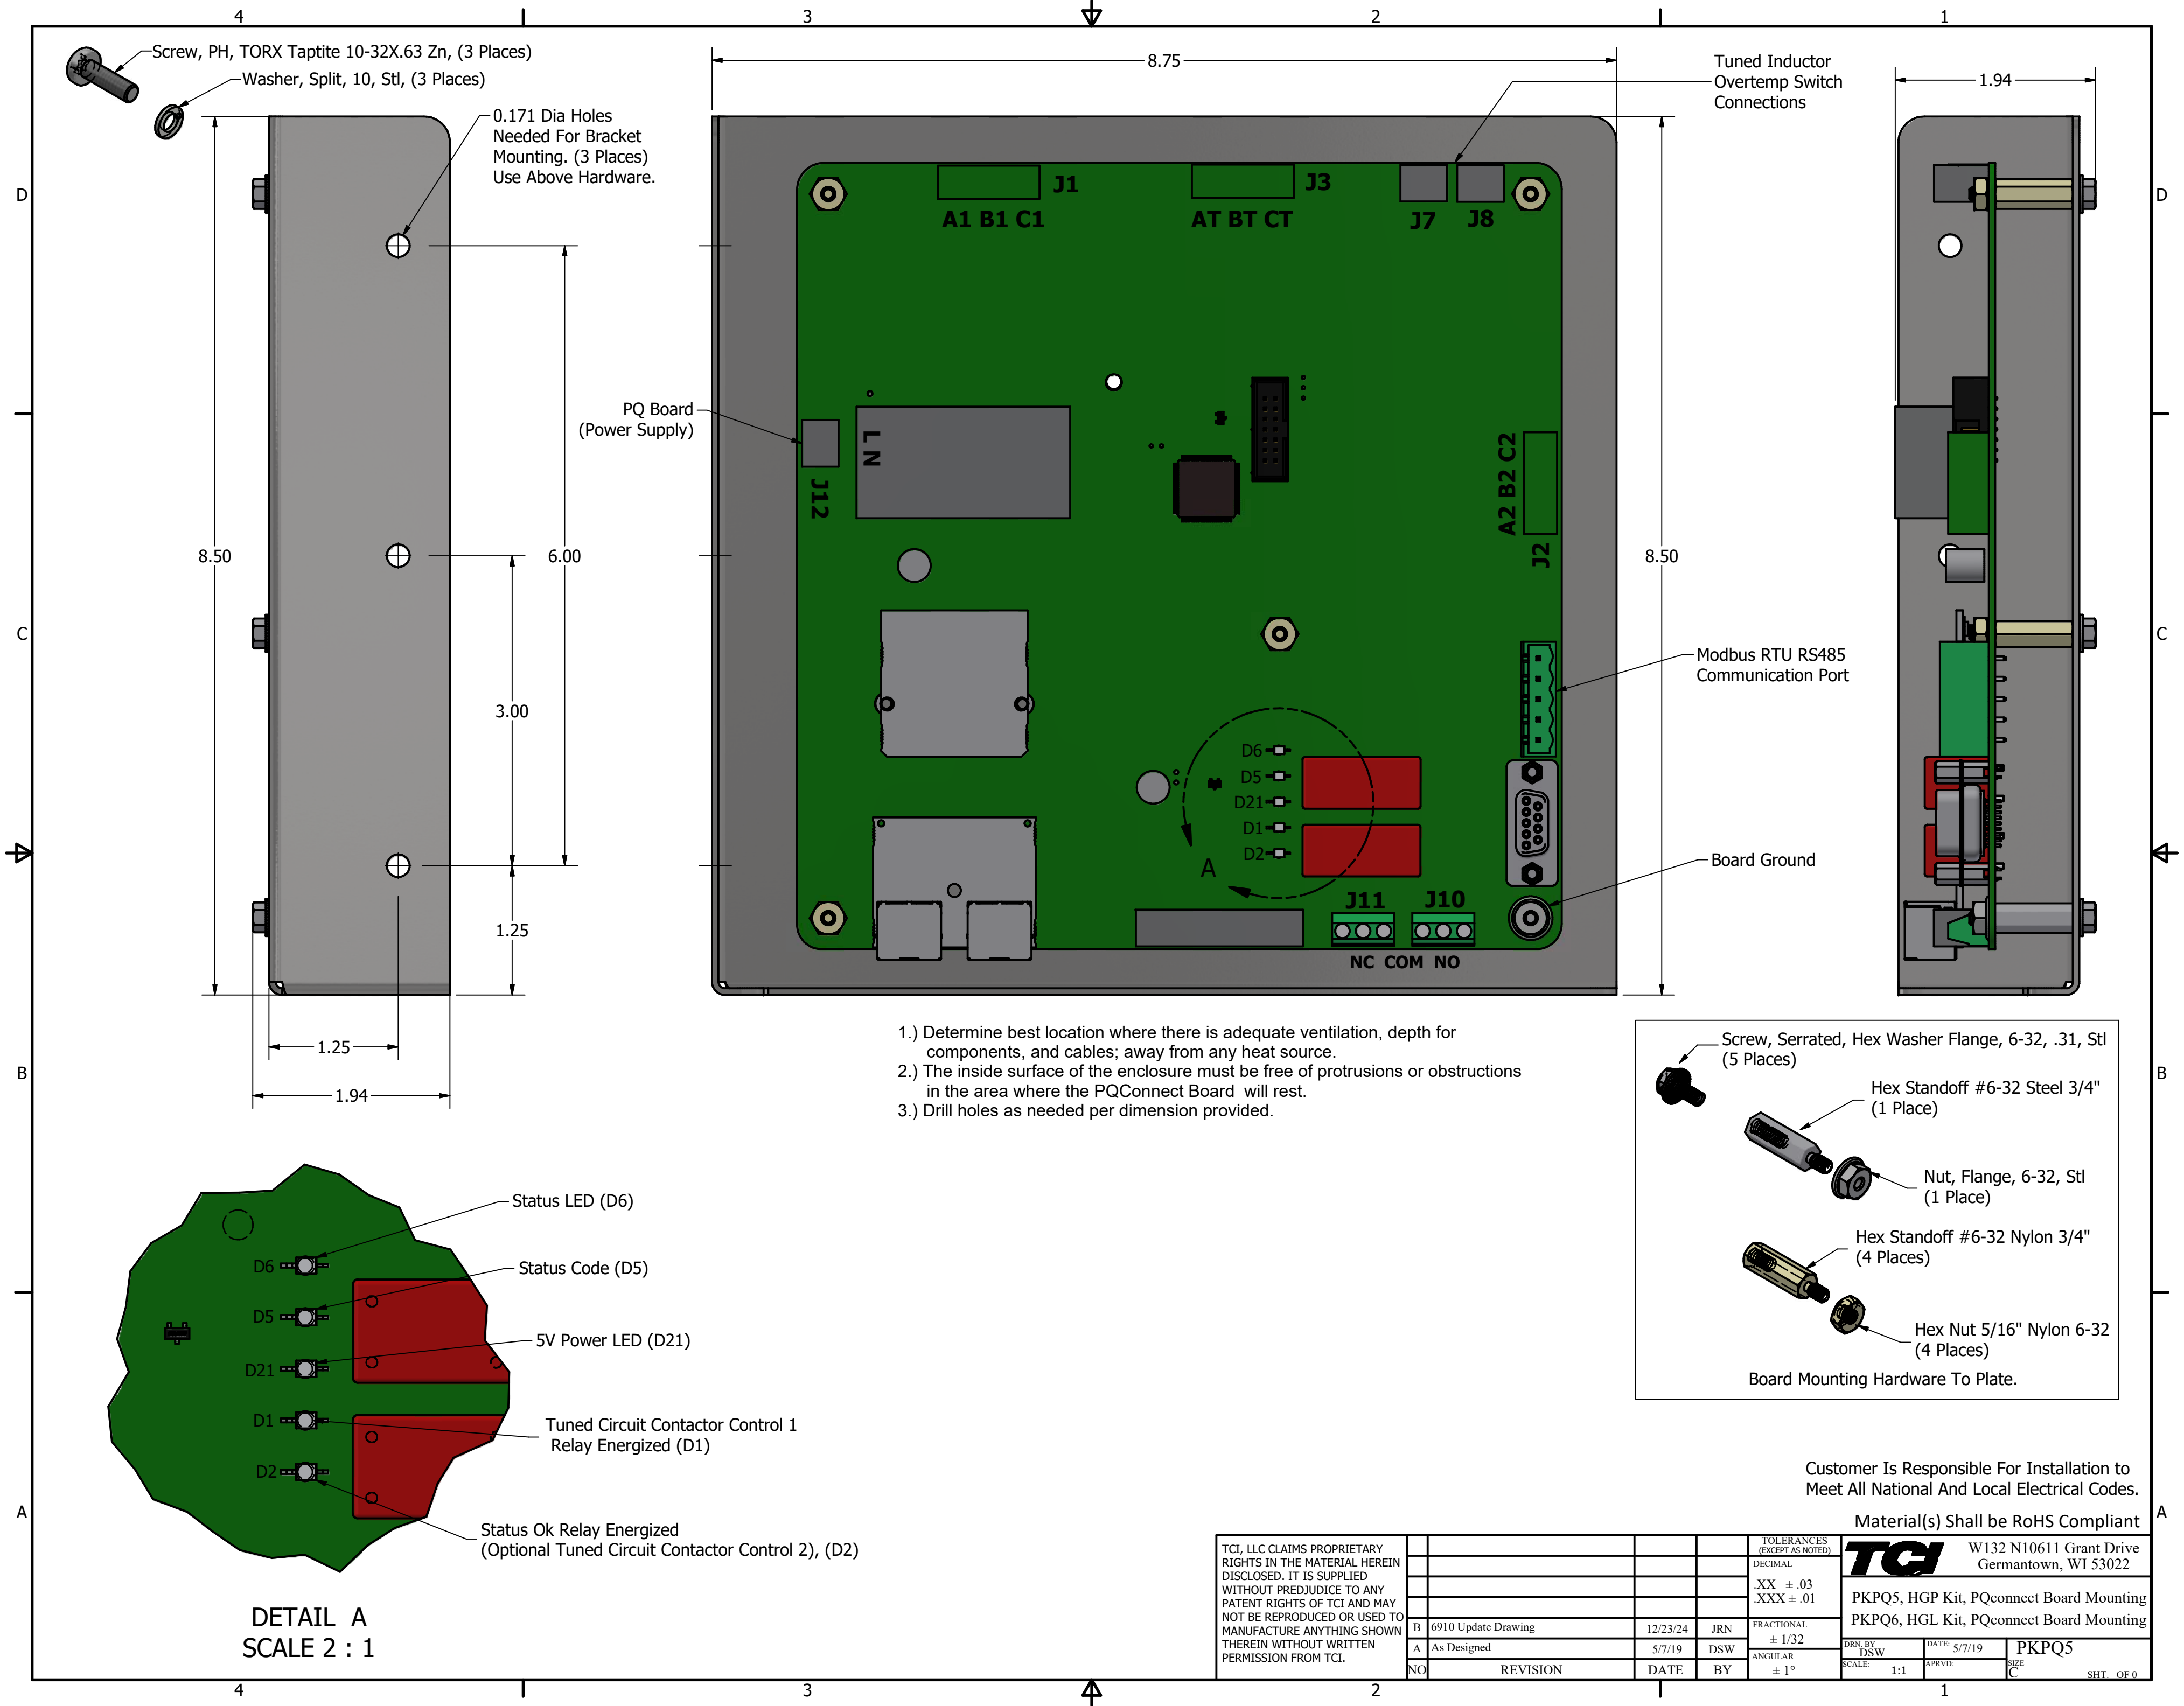 4
3
2
1
Screw, PH, TORX Taptite 10-32X.63 Zn, (3 Places)
Washer, Split, 10, Stl, (3 Places)
0.171 Dia Holes
Needed For Bracket
Mounting. (3 Places)
Use Above Hardware.
8.75
Tuned Inductor
Overtemp Switch
Connections
1.94
D
D
J1
A1 B1 C1
J3
AT BT CT
J7
J8
PQ Board
(Power Supply)
L N
J12
A2 B2 C2
J2
8.50
6.00
8.50
3.00
1.25
1.25
1.94
C
C
Modbus RTU RS485
Communication Port
D6
D5
D21
D1
D2
A
Board Ground
J11
J10
NC COM NO
1.) Determine best location where there is adequate ventilation, depth for
components, and cables; away from any heat source.
2.) The inside surface of the enclosure must be free of protrusions or obstructions
in the area where the PQConnect Board will rest.
3.) Drill holes as needed per dimension provided.
B
B
Screw, Serrated, Hex Washer Flange, 6-32, .31, Stl
(5 Places)
Hex Standoff #6-32 Steel 3/4"
(1 Place)
Nut, Flange, 6-32, Stl
(1 Place)
Hex Standoff #6-32 Nylon 3/4"
(4 Places)
Hex Nut 5/16" Nylon 6-32
(4 Places)
Board Mounting Hardware To Plate.
D6
D5
D21
D1
D2
Status LED (D6)
Status Code (D5)
5V Power LED (D21)
Tuned Circuit Contactor Control 1
Relay Energized (D1)
Status Ok Relay Energized
(Optional Tuned Circuit Contactor Control 2), (D2)
DETAIL A
SCALE 2 : 1
A
A
Customer Is Responsible For Installation to
Meet All National And Local Electrical Codes.
Material(s) Shall be RoHS Compliant
TCI, LLC CLAIMS PROPRIETARY
RIGHTS IN THE MATERIAL HEREIN
DISCLOSED. IT IS SUPPLIED
WITHOUT PREDJUDICE TO ANY
PATENT RIGHTS OF TCI AND MAY
NOT BE REPRODUCED OR USED TO
MANUFACTURE ANYTHING SHOWN
THEREIN WITHOUT WRITTEN
PERMISSION FROM TCI.
B 6910 Update Drawing 12/23/24 JRN
A As Designed 5/7/19 DSW
NO REVISION DATE BY
TOLERANCES
(EXCEPT AS NOTED)
DECIMAL
.XX ± .03
.XXX ± .01
FRACTIONAL
± 1/32
ANGULAR
± 1°
TCI
W132 N10611 Grant Drive
Germantown, WI 53022
PKPQ5, HGP Kit, PQconnect Board Mounting
PKPQ6, HGL Kit, PQconnect Board Mounting
DRN. BY DSW
DATE: 5/7/19
PKPQ5
SCALE: 1:1
APRVD:
SIZE C
SHT. OF 0
4
3
2
1